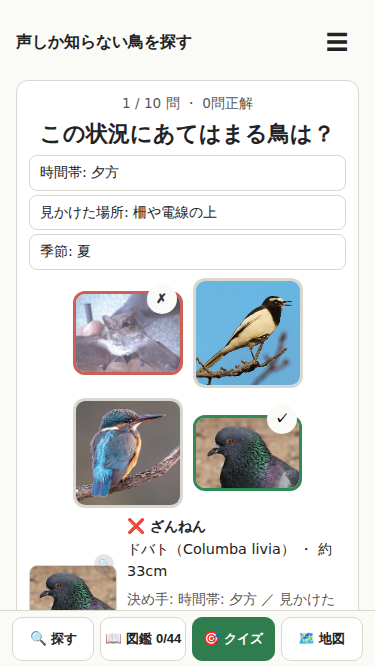 声しか知らない鳥を探す
1 / 10 問 ・ 0問正解
この状況にあてはまる鳥は？
時間帯: 夕方
見かけた場所: 柵や電線の上
季節: 夏
✗
✓
❌ ざんねん
ドバト（Columba livia） ・ 約
33cm
決め手: 時間帯: 夕方 ／ 見かけた
🔍 探す
📖 図鑑 0/44
🎯 クイズ
🗺️ 地図